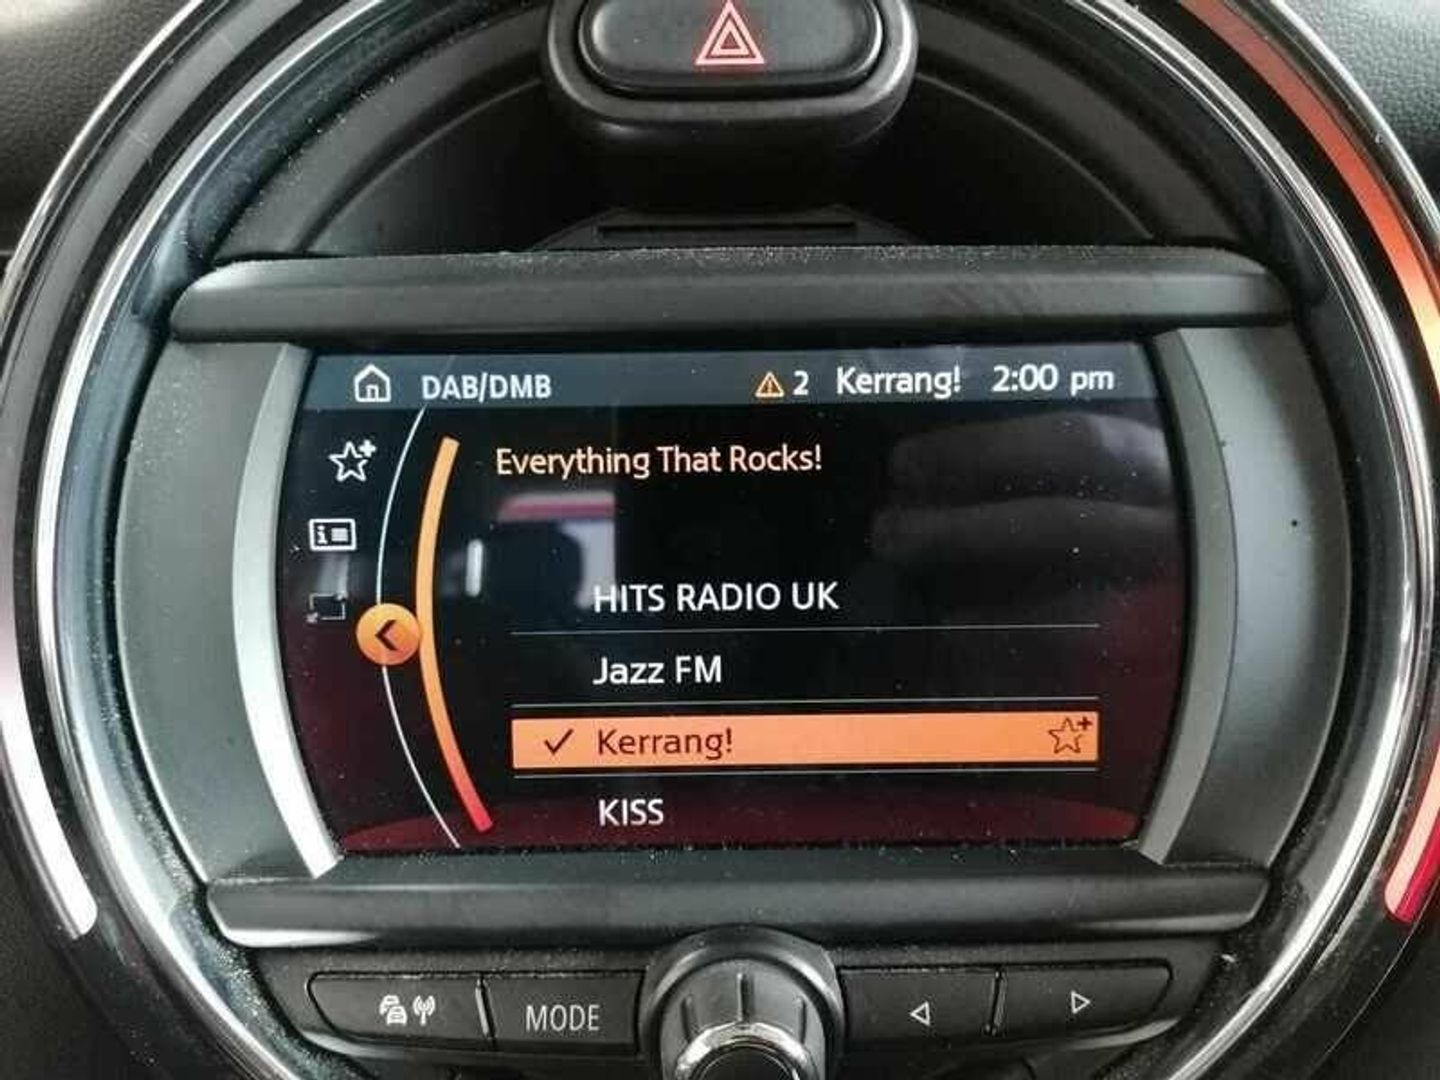 DAB/DMB 2 Kerrang! 2:00 pm
Everything That Rocks!
HITS RADIO UK
Jazz FM
Kerrang!
KISS
MODE